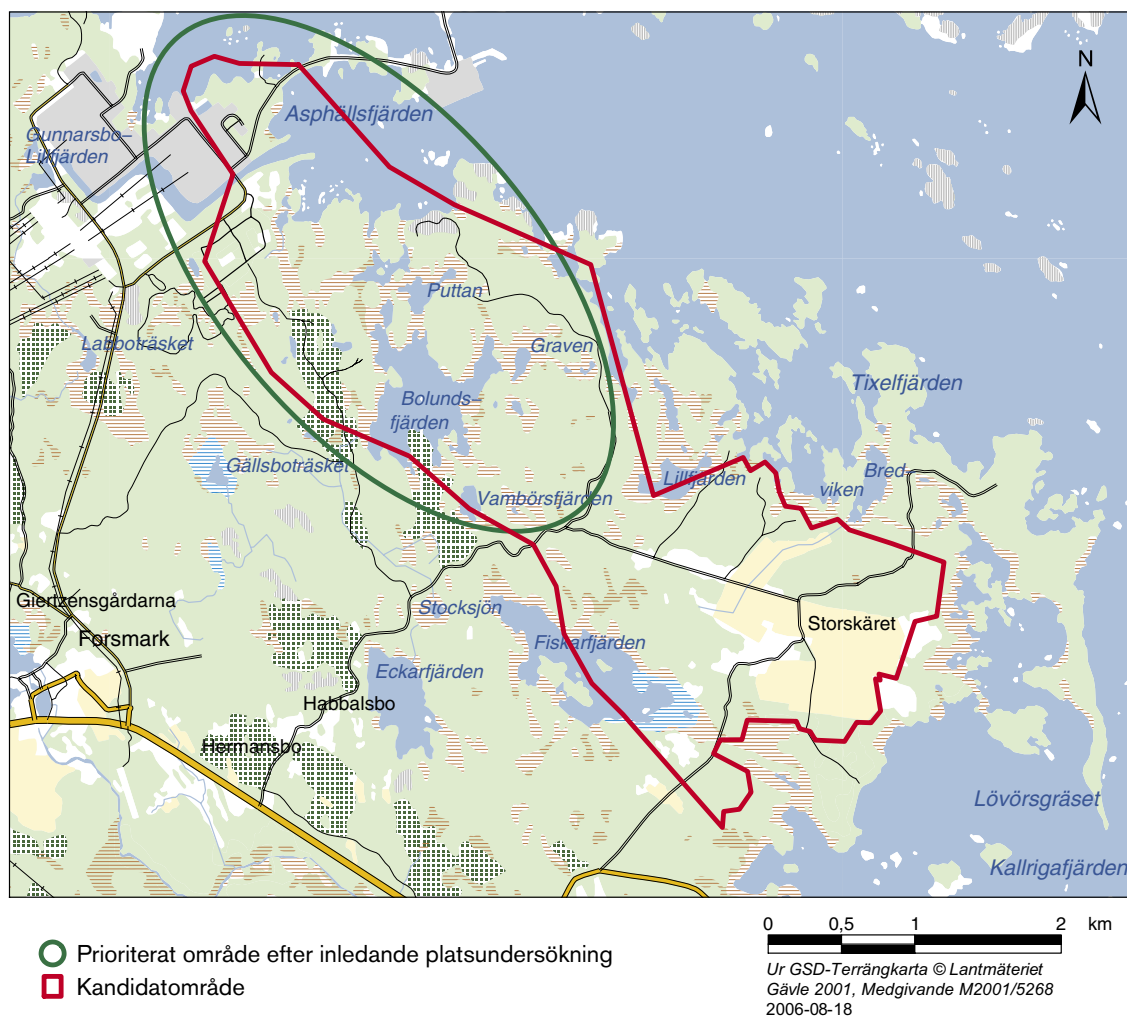 N
Asphällsfjärden
Gunnarsbo–
Lillfjärden
Puttan
Labboträsket
Graven
Tixelfjärden
Bolunds–
fjärden
Gällsboträsket
Lillfjärden
Bred
viken
Vambörsfjärden
Giertzensgårdarna
Stocksjön
Storskäret
Forsmark
Fiskarfjärden
Eckarfjärden
Habbalsbo
Hermansbo
Lövörsgräset
Kallrigafjärden
Prioriterat område efter inledande platsundersökning
Kandidatområde
0 0,5 1 2 km
Ur GSD-Terrängkarta © Lantmäteriet
Gävle 2001, Medgivande M2001/5268
2006-08-18